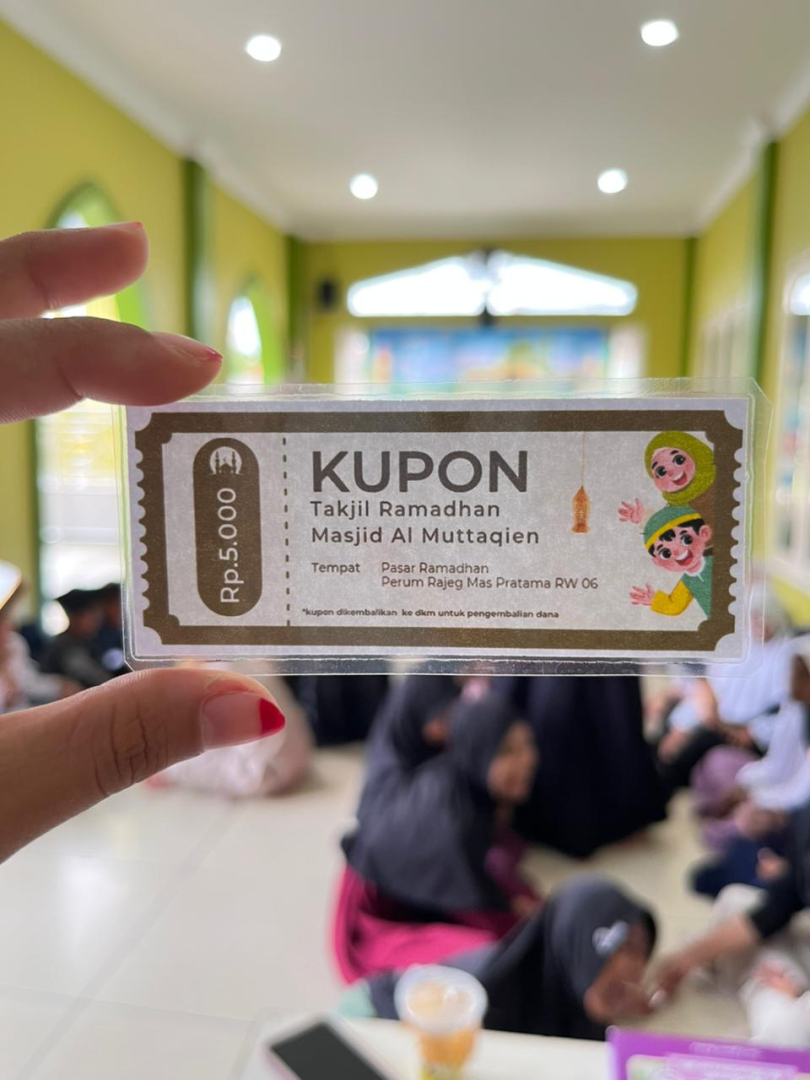 Rp.5.000
KUPON
Takjil Ramadhan
Masjid Al Muttaqien
Tempat Pasar Ramadhan
Perum Rajeg Mas Pratama RW 06
*kupon dikembalikan ke dkm untuk pengembalian dana